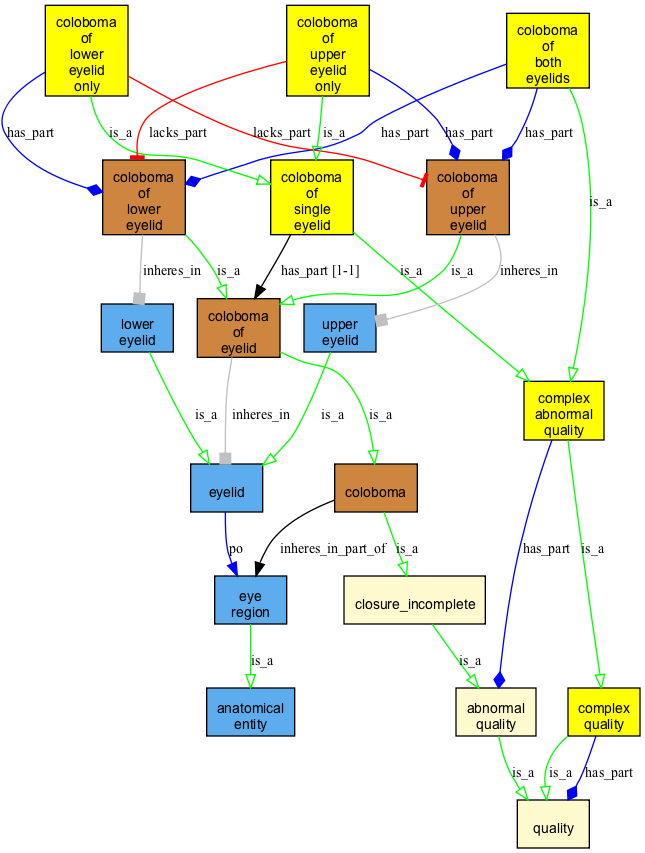 coloboma
of
lower
eyelid
only
coloboma
of
upper
eyelid
only
coloboma
of
both
eyelids
has_part
is_a
lacks_part
lacks_part
is_a
has_part
has_part
has_part
coloboma
of
lower
eyelid
coloboma
of
single
eyelid
coloboma
of
upper
eyelid
is_a
inheres_in
is_a
has_part [1-1]
is_a
is_a
inheres_in
lower
eyelid
coloboma
of
eyelid
upper
eyelid
complex
abnormal
quality
is_a
inheres_in
is_a
is_a
eyelid
coloboma
po
inheres_in_part_of
is_a
has_part
is_a
eye
region
closure_incomplete
is_a
is_a
anatomical
entity
abnormal
quality
complex
quality
is_a
is_a
has_part
quality